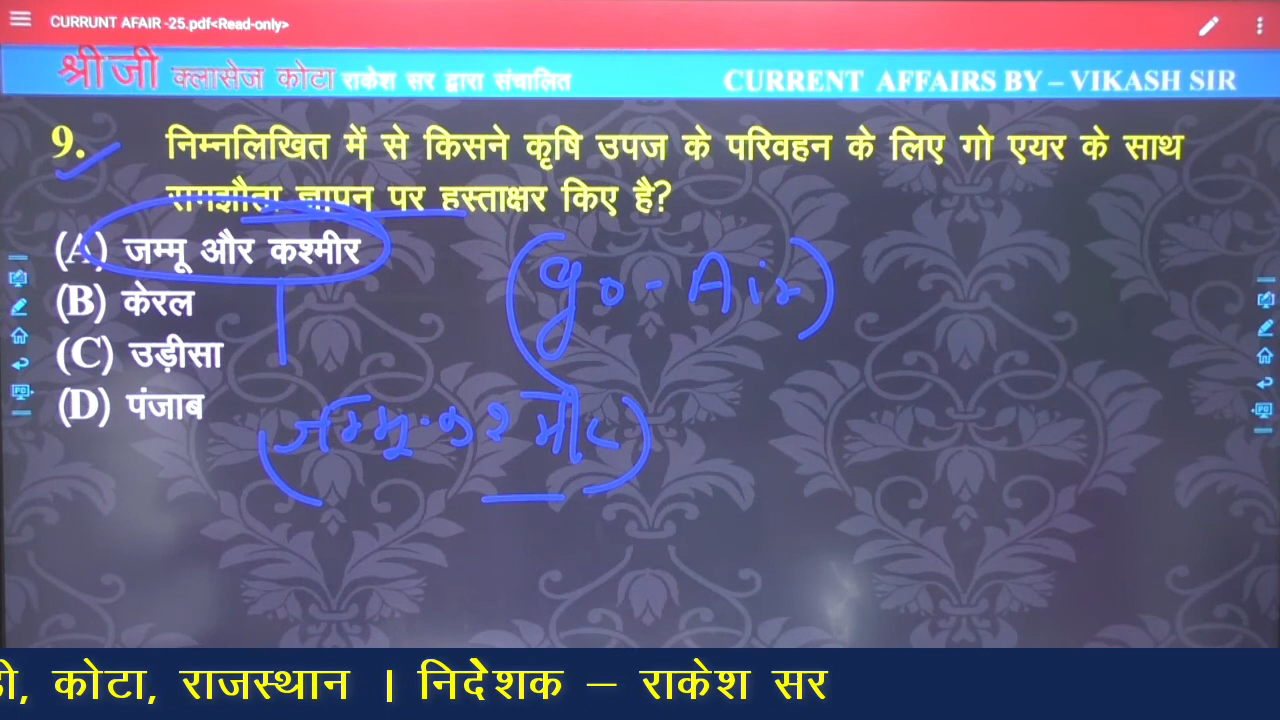 CURRUNT AFAIR -25.pdf<Read-only>
श्रीजी क्लासेज कोटा राकेश सर द्वारा संचालित CURRENT AFFAIRS BY – VIKASH SIR
9. निम्नलिखित में से किसने कृषि उपज के परिवहन के लिए गो एयर के साथ
समझौता ज्ञापन पर हस्ताक्षर किए है?
(A) जम्मू और कश्मीर
(B) केरल
(C) उड़ीसा
(D) पंजाब
(go - Air)
(जम्मू-कश्मीर)
कोटा, राजस्थान । निदेशक – राकेश सर